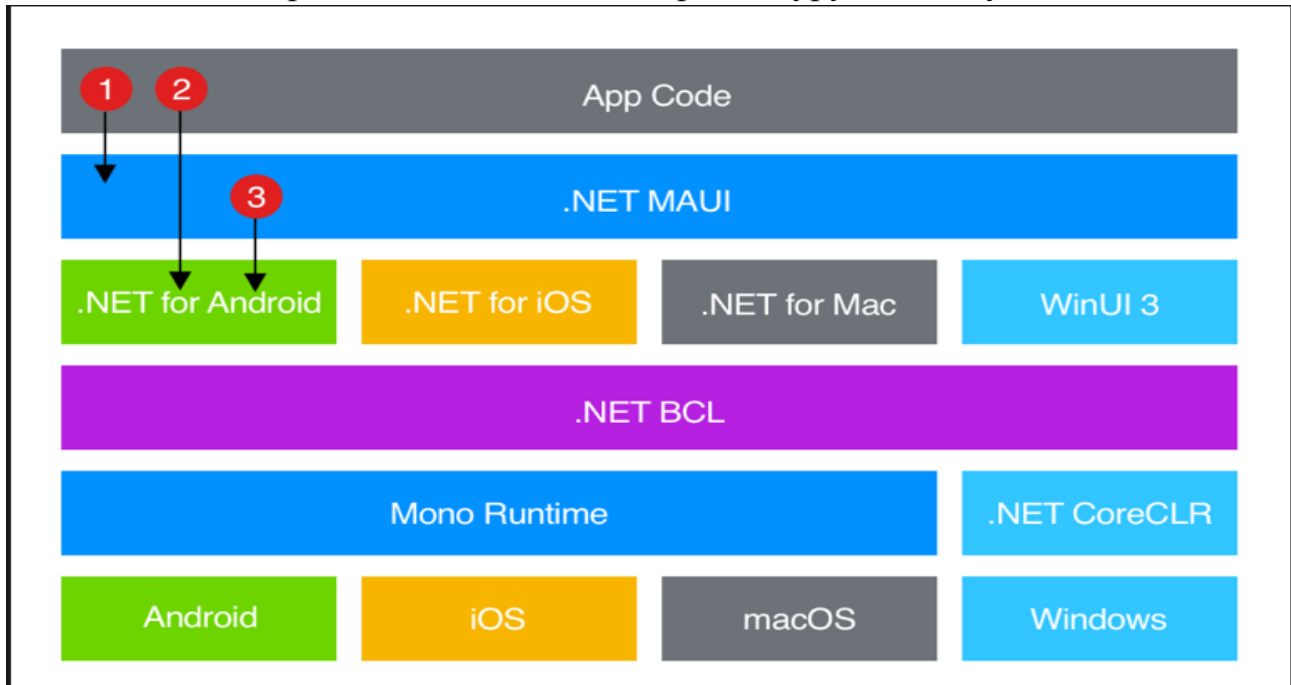 1 2
App Code
3
.NET MAUI
.NET for Android .NET for iOS .NET for Mac WinUI 3
.NET BCL
Mono Runtime .NET CoreCLR
Android iOS macOS Windows